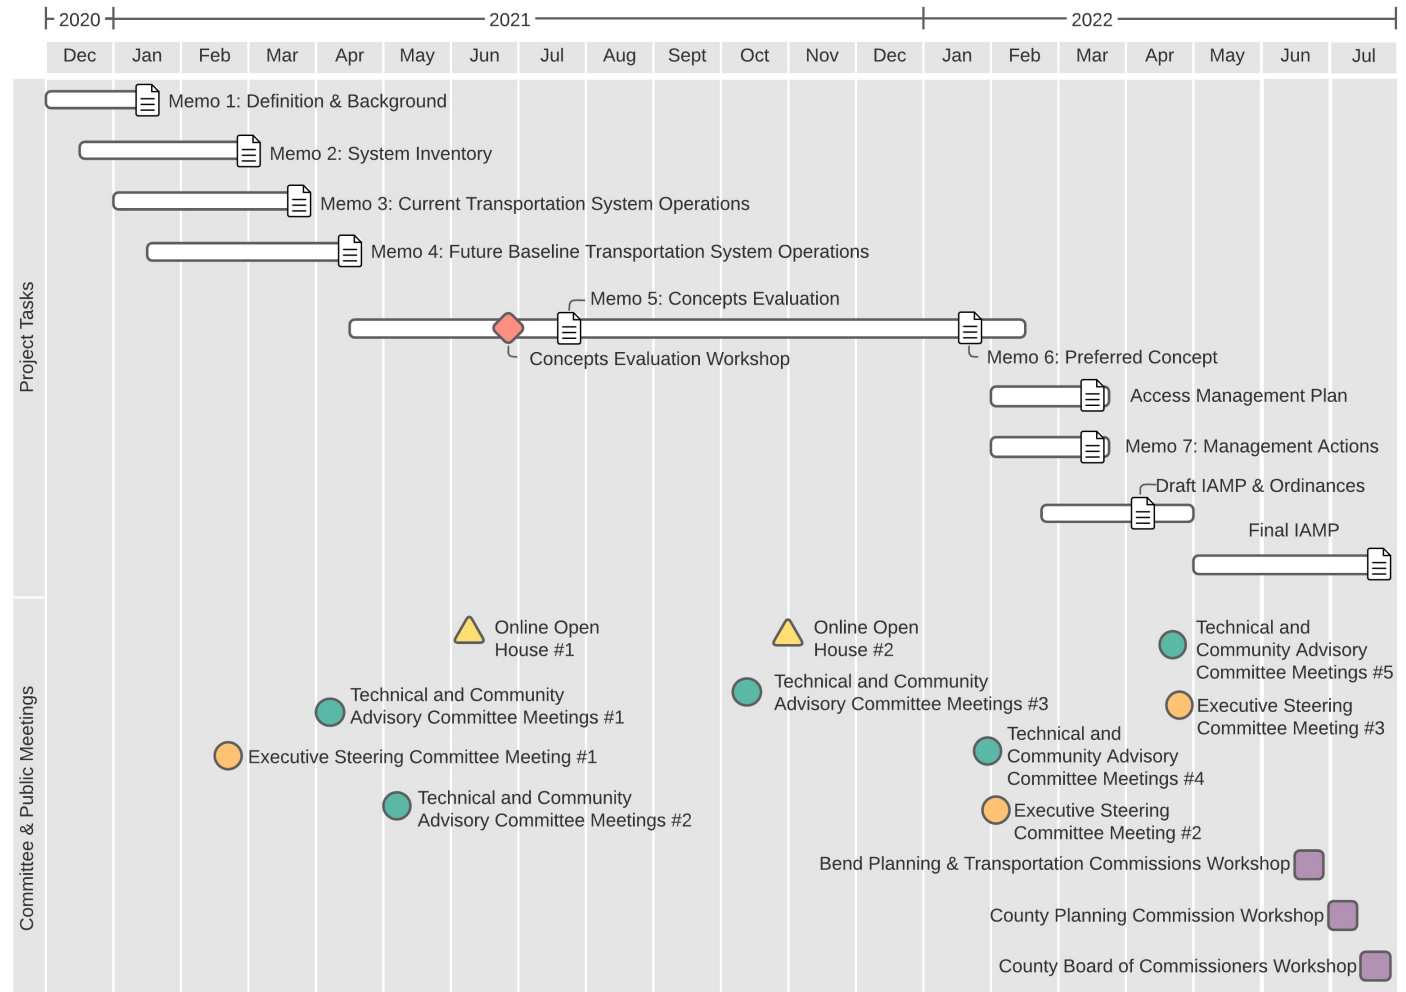 2020
2021
2022
Dec
Jan
Feb
Mar
Apr
May
Jun
Jul
Aug
Sept
Oct
Nov
Dec
Jan
Feb
Mar
Apr
May
Jun
Jul
Project Tasks
Memo 1: Definition & Background
Memo 2: System Inventory
Memo 3: Current Transportation System Operations
Memo 4: Future Baseline Transportation System Operations
Memo 5: Concepts Evaluation
Concepts Evaluation Workshop
Memo 6: Preferred Concept
Access Management Plan
Memo 7: Management Actions
Draft IAMP & Ordinances
Final IAMP
Committee & Public Meetings
Online Open
House #1
Online Open
House #2
Technical and
Community Advisory
Committee Meetings #5
Technical and Community
Advisory Committee Meetings #1
Technical and Community
Advisory Committee Meetings #3
Executive Steering
Committee Meeting #3
Executive Steering Committee Meeting #1
Technical and
Community Advisory
Committee Meetings #4
Technical and Community
Advisory Committee Meetings #2
Executive Steering
Committee Meeting #2
Bend Planning & Transportation Commissions Workshop
County Planning Commission Workshop
County Board of Commissioners Workshop